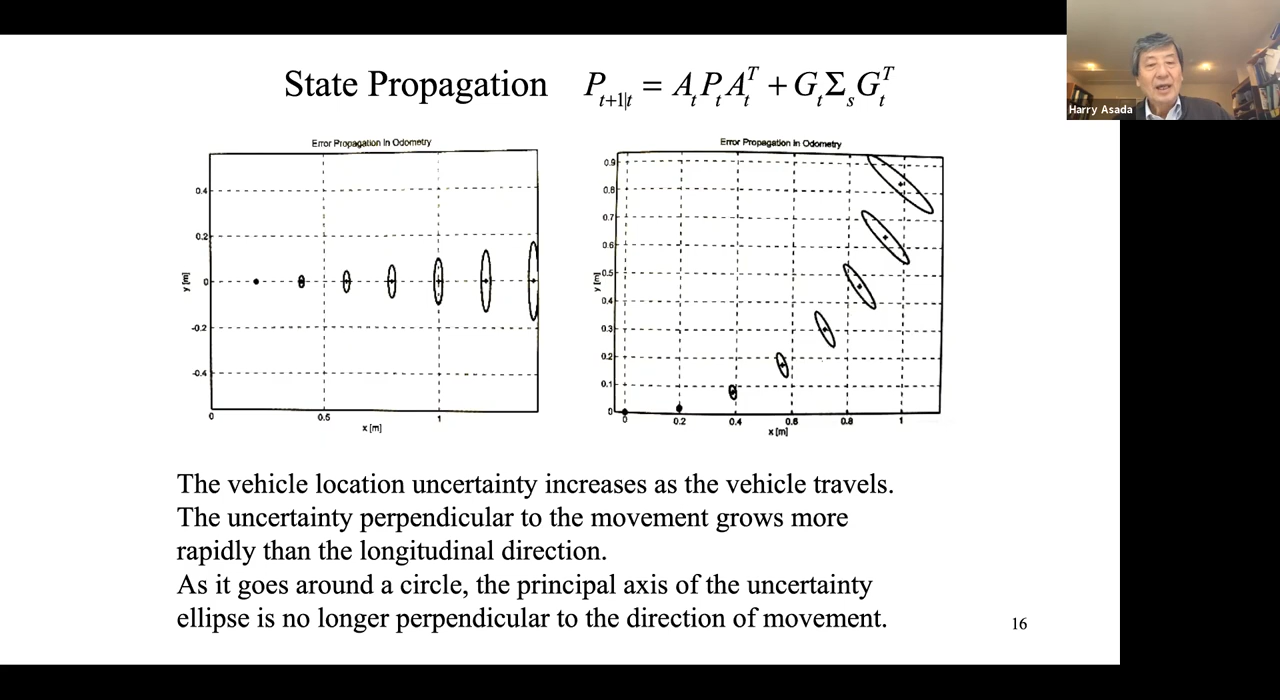 State Propagation P_{t+1|t} = A_t P_t A_t^T + G_t Σ_s G_t^T
Harry Asada
Error Propagation In Odometry
0.4
0.2
0
-0.2
-0.4
y [m]
0 0.5 1
x [m]
Error Propagation In Odometry
0.9
0.8
0.7
0.6
0.5
0.4
0.3
0.2
0.1
0
y [m]
0 0.2 0.4 0.6 0.8 1
x [m]
The vehicle location uncertainty increases as the vehicle travels.
The uncertainty perpendicular to the movement grows more
rapidly than the longitudinal direction.
As it goes around a circle, the principal axis of the uncertainty
ellipse is no longer perpendicular to the direction of movement.
16